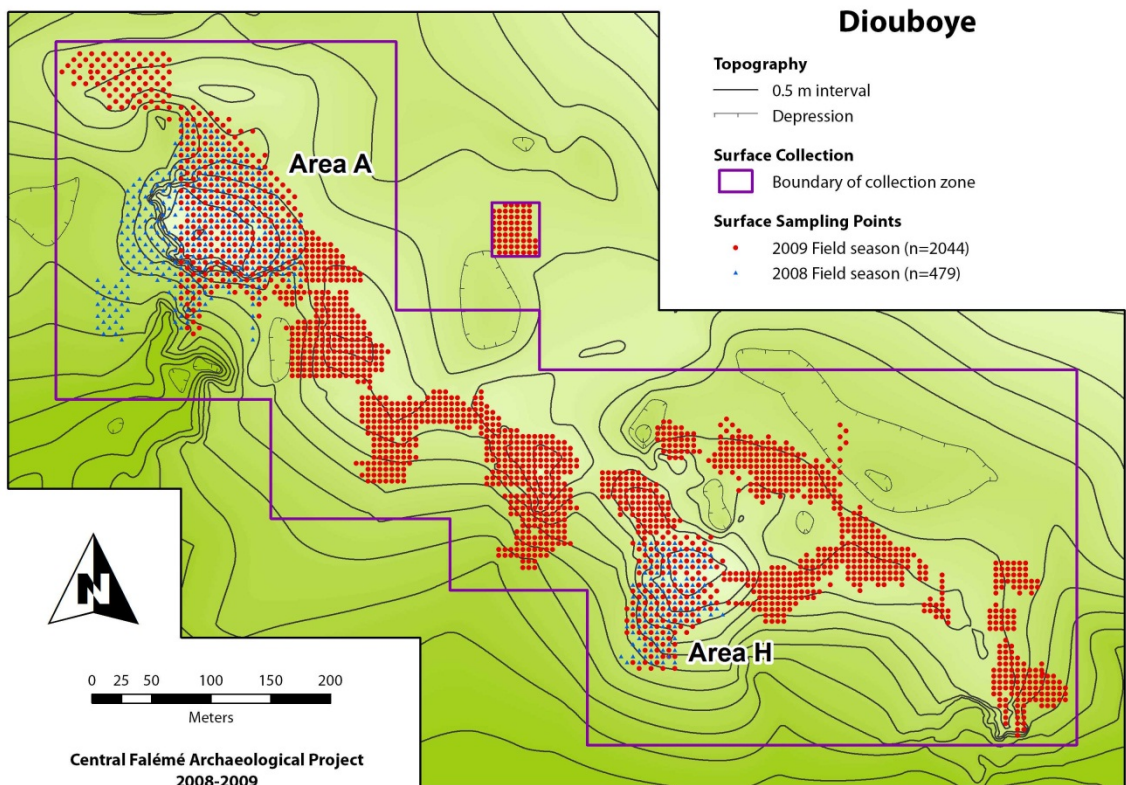 Diouboye
Topography
0.5 m interval
Depression
Surface Collection
Boundary of collection zone
Surface Sampling Points
2009 Field season (n=2044)
2008 Field season (n=479)
Area A
Area H
N
0 25 50 100 150 200
Meters
Central Falémé Archaeological Project
2008-2009